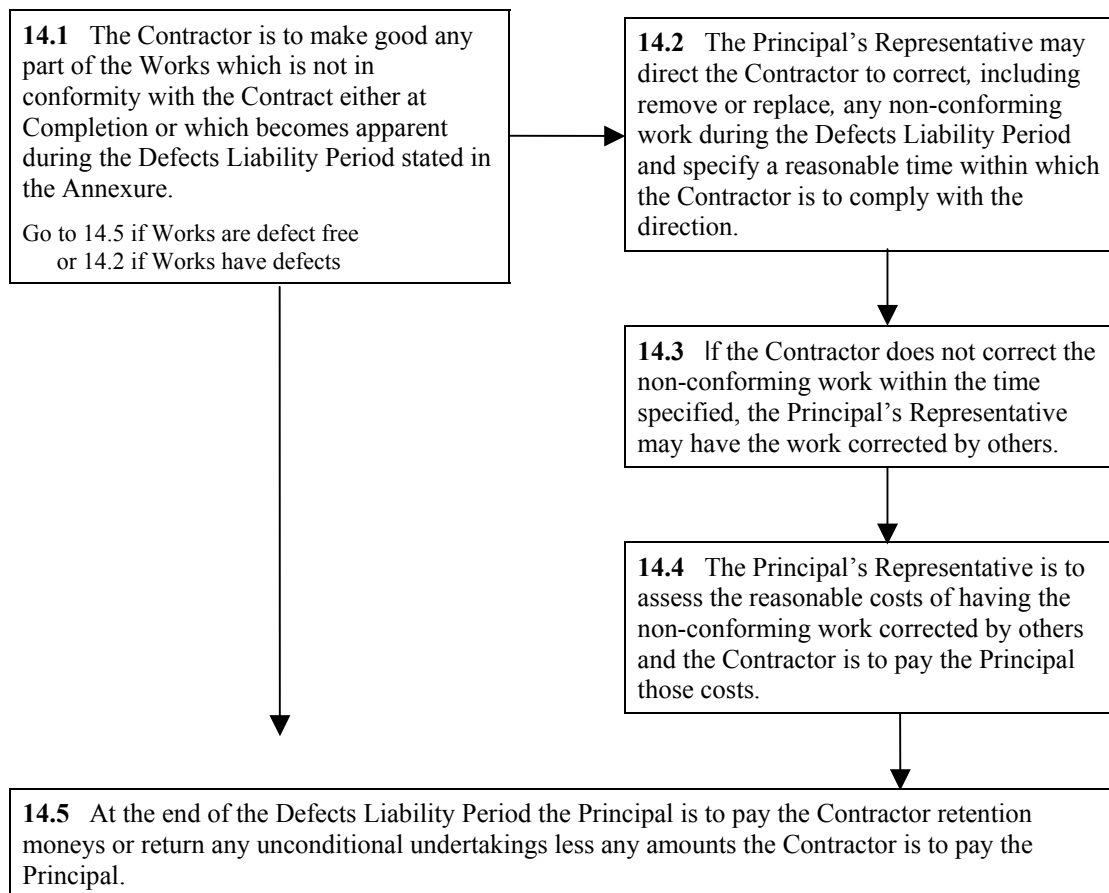 14.1 The Contractor is to make good any
part of the Works which is not in
conformity with the Contract either at
Completion or which becomes apparent
during the Defects Liability Period stated in
the Annexure.
Go to 14.5 if Works are defect free
or 14.2 if Works have defects
14.2 The Principal’s Representative may
direct the Contractor to correct, including
remove or replace, any non-conforming
work during the Defects Liability Period
and specify a reasonable time within which
the Contractor is to comply with the
direction.
14.3 If the Contractor does not correct the
non-conforming work within the time
specified, the Principal’s Representative
may have the work corrected by others.
14.4 The Principal’s Representative is to
assess the reasonable costs of having the
non-conforming work corrected by others
and the Contractor is to pay the Principal
those costs.
14.5 At the end of the Defects Liability Period the Principal is to pay the Contractor retention
moneys or return any unconditional undertakings less any amounts the Contractor is to pay the
Principal.